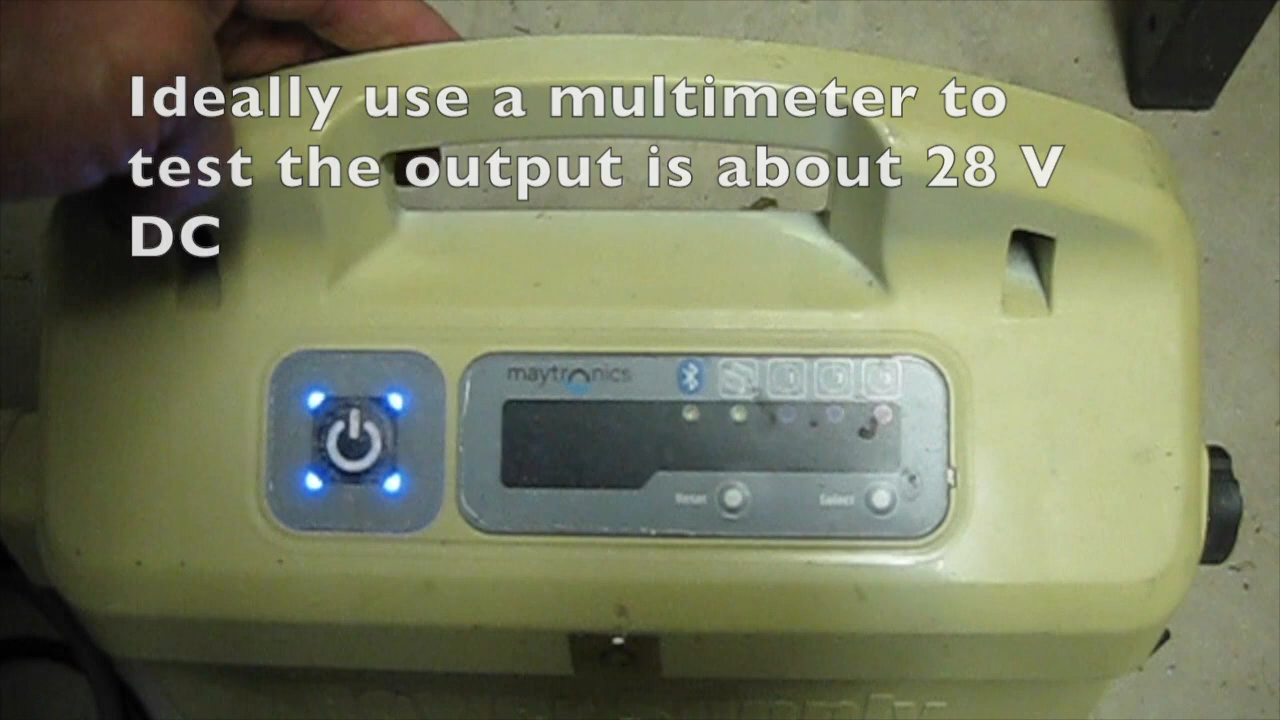 Ideally use a multimeter to
test the output is about 28 V
DC
maytronics
Reset
Select